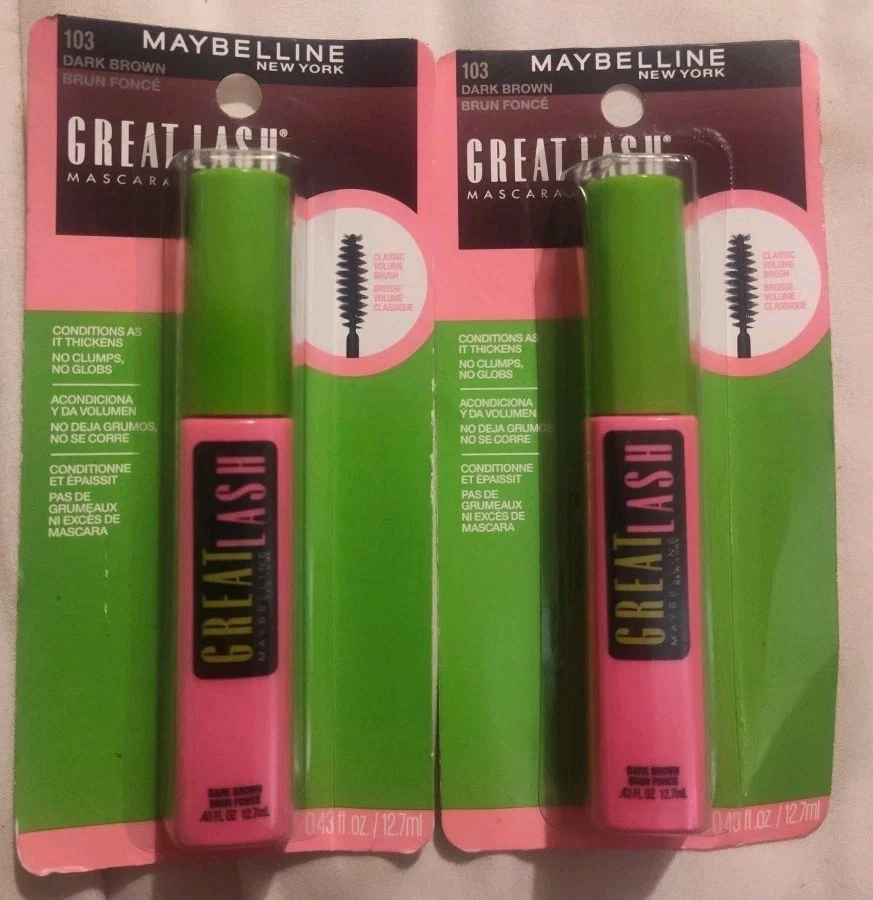 103
DARK BROWN
BRUN FONCÉ
MAYBELLINE
NEW YORK
GREAT LASH®
MASCARA
CLASSIC
VOLUME
BRUSH
BROSSE
VOLUME
CLASSIQUE
CONDITIONS AS
IT THICKENS
NO CLUMPS,
NO GLOBS
ACONDICIONA
Y DA VOLUMEN
NO DEJA GRUMOS,
NO SE CORRE
CONDITIONNE
ET ÉPAISSIT
PAS DE
GRUMEAUX
NI EXCÈS DE
MASCARA
GREAT LASH
MAYBELLINE
NEW YORK
DARK BROWN
BRUN FONCÉ
.43 FL OZ 12.7mL
0.43 fl .oz. / 12.7ml
103
DARK BROWN
BRUN FONCÉ
MAYBELLINE
NEW YORK
GREAT LASH®
MASCARA
CLASSIC
VOLUME
BRUSH
BROSSE
VOLUME
CLASSIQUE
CONDITIONS AS
IT THICKENS
NO CLUMPS,
NO GLOBS
ACONDICIONA
Y DA VOLUMEN
NO DEJA GRUMOS
NO SE CORRE
CONDITIONNE
ET ÉPAISSIT
PAS DE
GRUMEAUX
NI EXCÈS DE
MASCARA
GREAT LASH
MAYBELLINE
NEW YORK
DARK BROWN
BRUN FONCÉ
.43 FL OZ 12.7mL
0.43 fl .oz. / 12.7ml